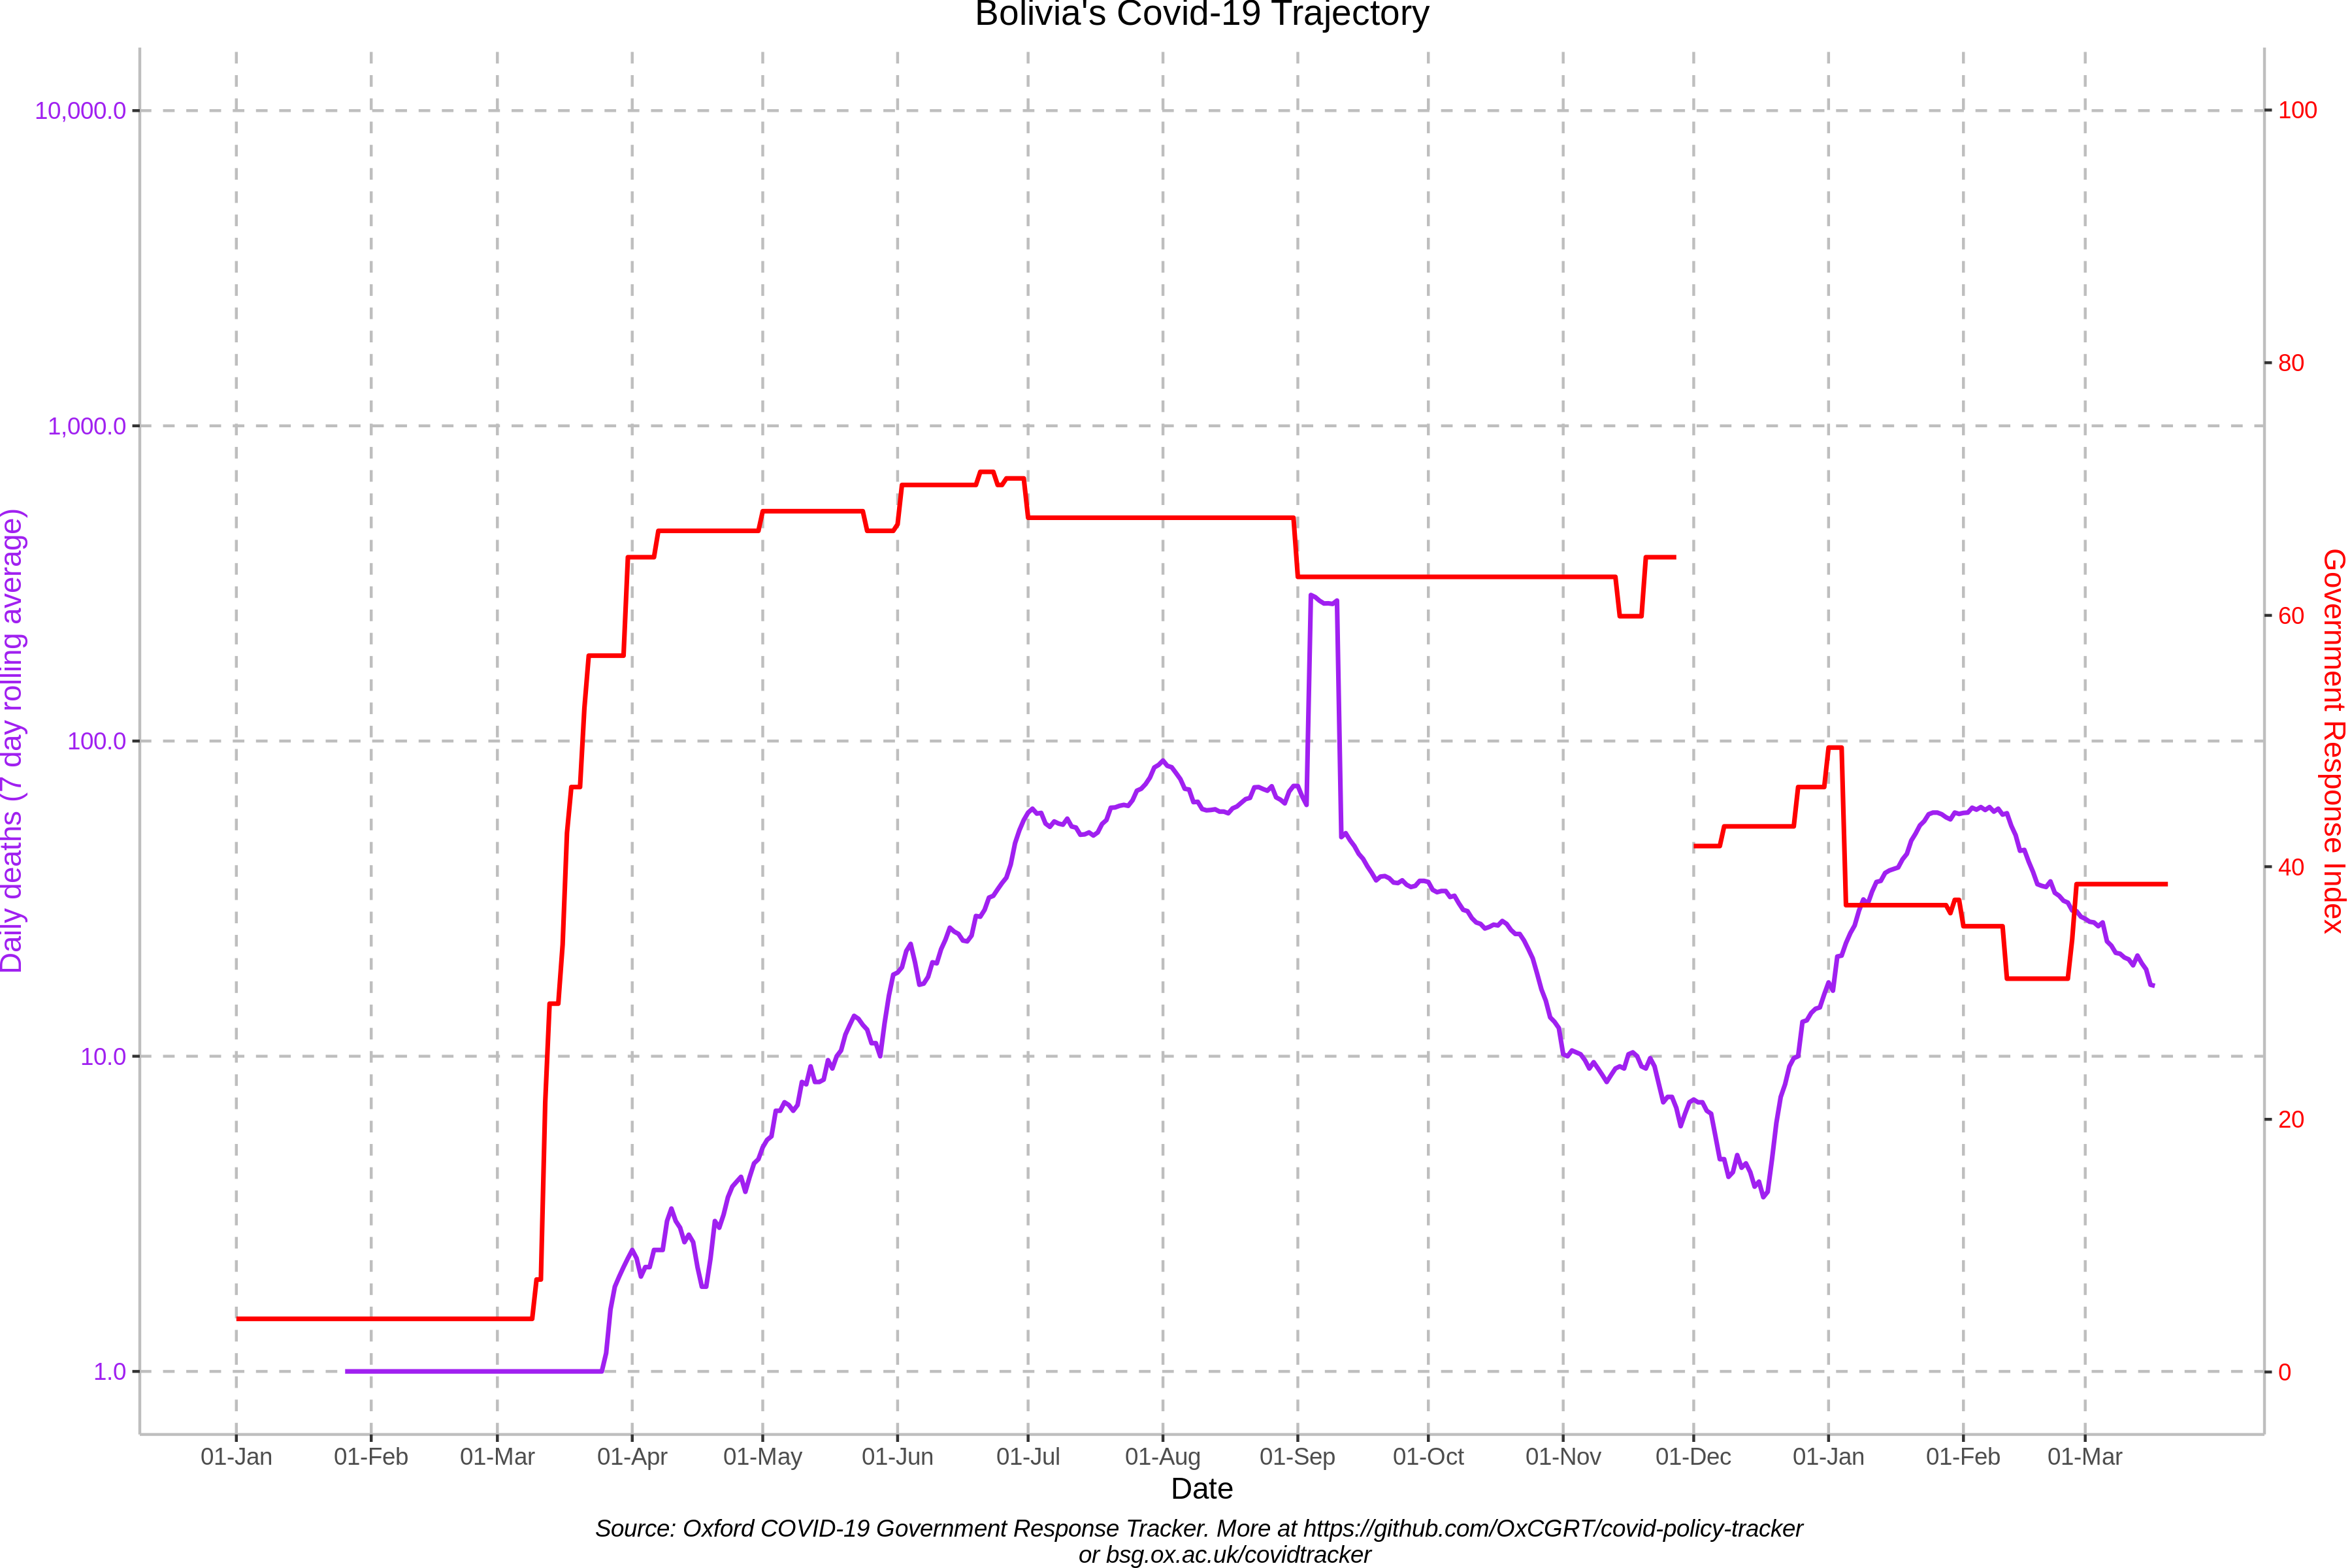 Bolivia's Covid-19 Trajectory
10,000.0
1,000.0
100.0
10.0
1.0
Daily deaths (7 day rolling average)
100
80
60
40
20
0
Government Response Index
01-Jan 01-Feb 01-Mar 01-Apr 01-May 01-Jun 01-Jul 01-Aug 01-Sep 01-Oct 01-Nov 01-Dec 01-Jan 01-Feb 01-Mar
Date
Source: Oxford COVID-19 Government Response Tracker. More at https://github.com/OxCGRT/covid-policy-tracker
or bsg.ox.ac.uk/covidtracker